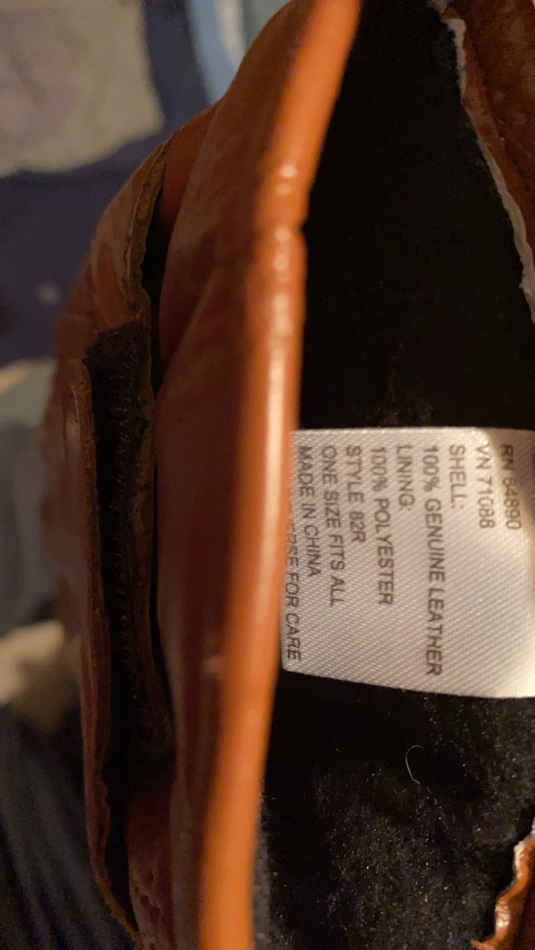 RN 54890
VN 71088
SHELL:
100% GENUINE LEATHER
LINING:
100% POLYESTER
STYLE 82R
ONE SIZE FITS ALL
MADE IN CHINA
FOR CARE